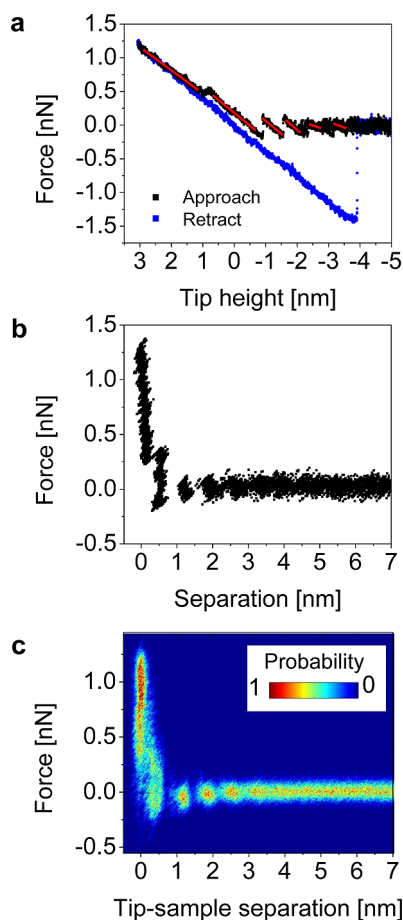 a
1.5
1.0
0.5
0.0
-0.5
-1.0
-1.5
Force [nN]
Approach
Retract
3 2 1 0 -1 -2 -3 -4 -5
Tip height [nm]
b
1.5
1.0
0.5
0.0
-0.5
Force [nN]
0 1 2 3 4 5 6 7
Separation [nm]
c
Probability
1 0
1.0
0.5
0.0
-0.5
Force [nN]
0 1 2 3 4 5 6 7
Tip-sample separation [nm]